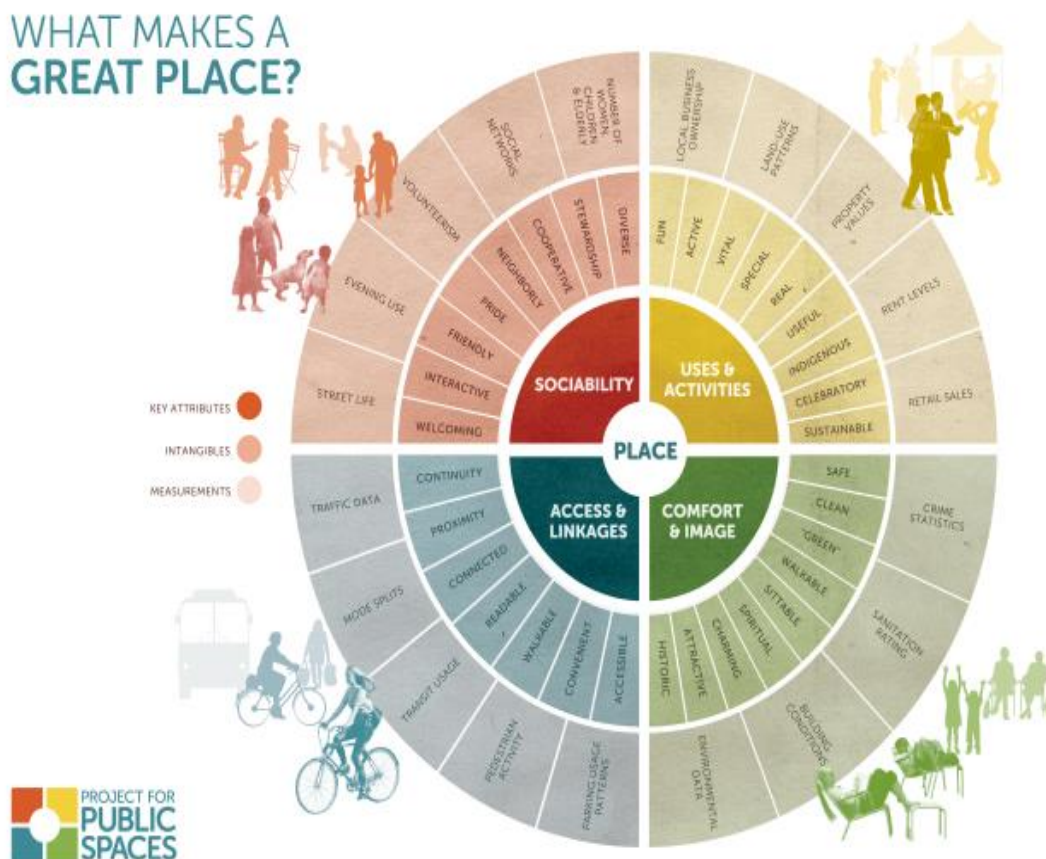 WHAT MAKES A
GREAT PLACE?
NUMBER OF
WOMEN,
CHILDREN
& ELDERLY
SOCIAL
NETWORKS
VOLUNTEERISM
EVENING USE
STREET LIFE
LOCAL BUSINESS
OWNERSHIP
LAND-USE
PATTERNS
PROPERTY
VALUES
RENT LEVELS
RETAIL SALES
DIVERSE
STEWARDSHIP
COOPERATIVE
NEIGHBORLY
PRIDE
FRIENDLY
INTERACTIVE
WELCOMING
FUN
ACTIVE
VITAL
SPECIAL
REAL
USEFUL
INDIGENOUS
CELEBRATORY
SUSTAINABLE
SOCIABILITY
USES &
ACTIVITIES
PLACE
ACCESS &
LINKAGES
COMFORT
& IMAGE
KEY ATTRIBUTES
INTANGIBLES
MEASUREMENTS
CONTINUITY
PROXIMITY
CONNECTED
READABLE
WALKABLE
CONVENIENT
ACCESSIBLE
SAFE
CLEAN
"GREEN"
WALKABLE
SITTABLE
SPIRITUAL
CHARMING
ATTRACTIVE
HISTORIC
TRAFFIC DATA
MODE SPLITS
TRANSIT USAGE
PEDESTRIAN
ACTIVITY
PARKING USAGE
PATTERNS
CRIME
STATISTICS
SANITATION
RATING
BUILDING
CONDITIONS
ENVIRONMENTAL
DATA
PROJECT FOR
PUBLIC
SPACES